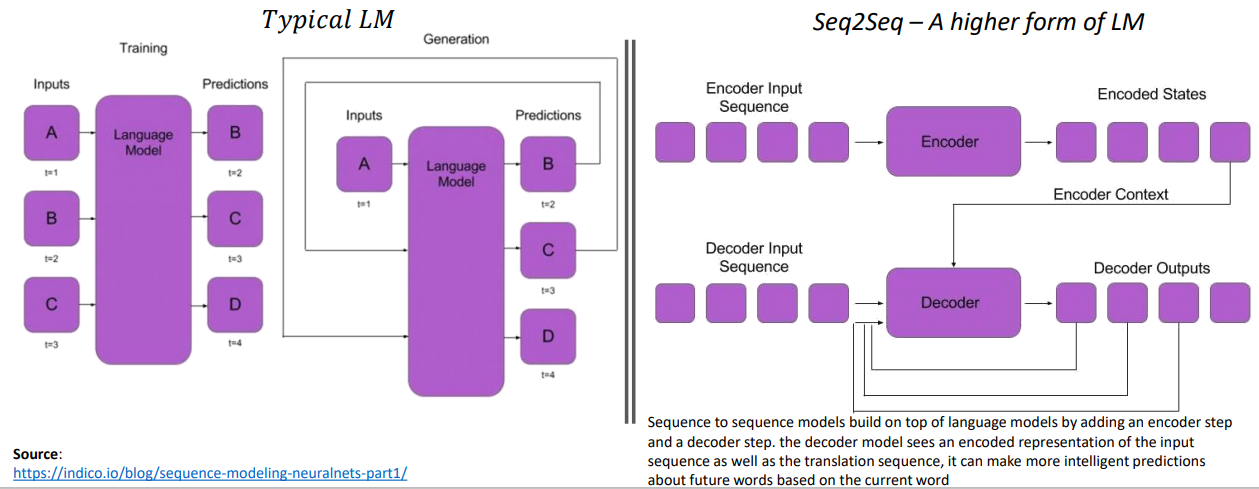 Typical LM
Training
Inputs
Predictions
A
Language
Model
B
t=1
t=2
B
C
t=2
t=3
C
D
t=3
t=4
Generation
Inputs
Predictions
A
Language
Model
B
t=1
t=2
C
t=3
D
t=4
Source:
https://indico.io/blog/sequence-modeling-neuralnets-part1/
Seq2Seq – A higher form of LM
Encoder Input
Sequence
Encoder
Encoded States
Encoder Context
Decoder Input
Sequence
Decoder
Decoder Outputs
Sequence to sequence models build on top of language models by adding an encoder step
and a decoder step. the decoder model sees an encoded representation of the input
sequence as well as the translation sequence, it can make more intelligent predictions
about future words based on the current word